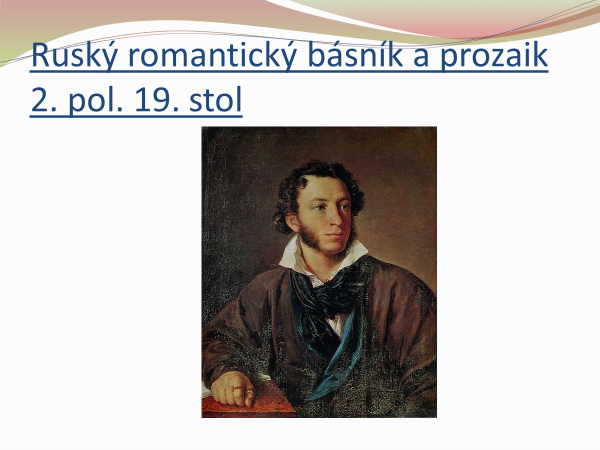 Ruský romantický básník a prozaik
2. pol. 19. stol